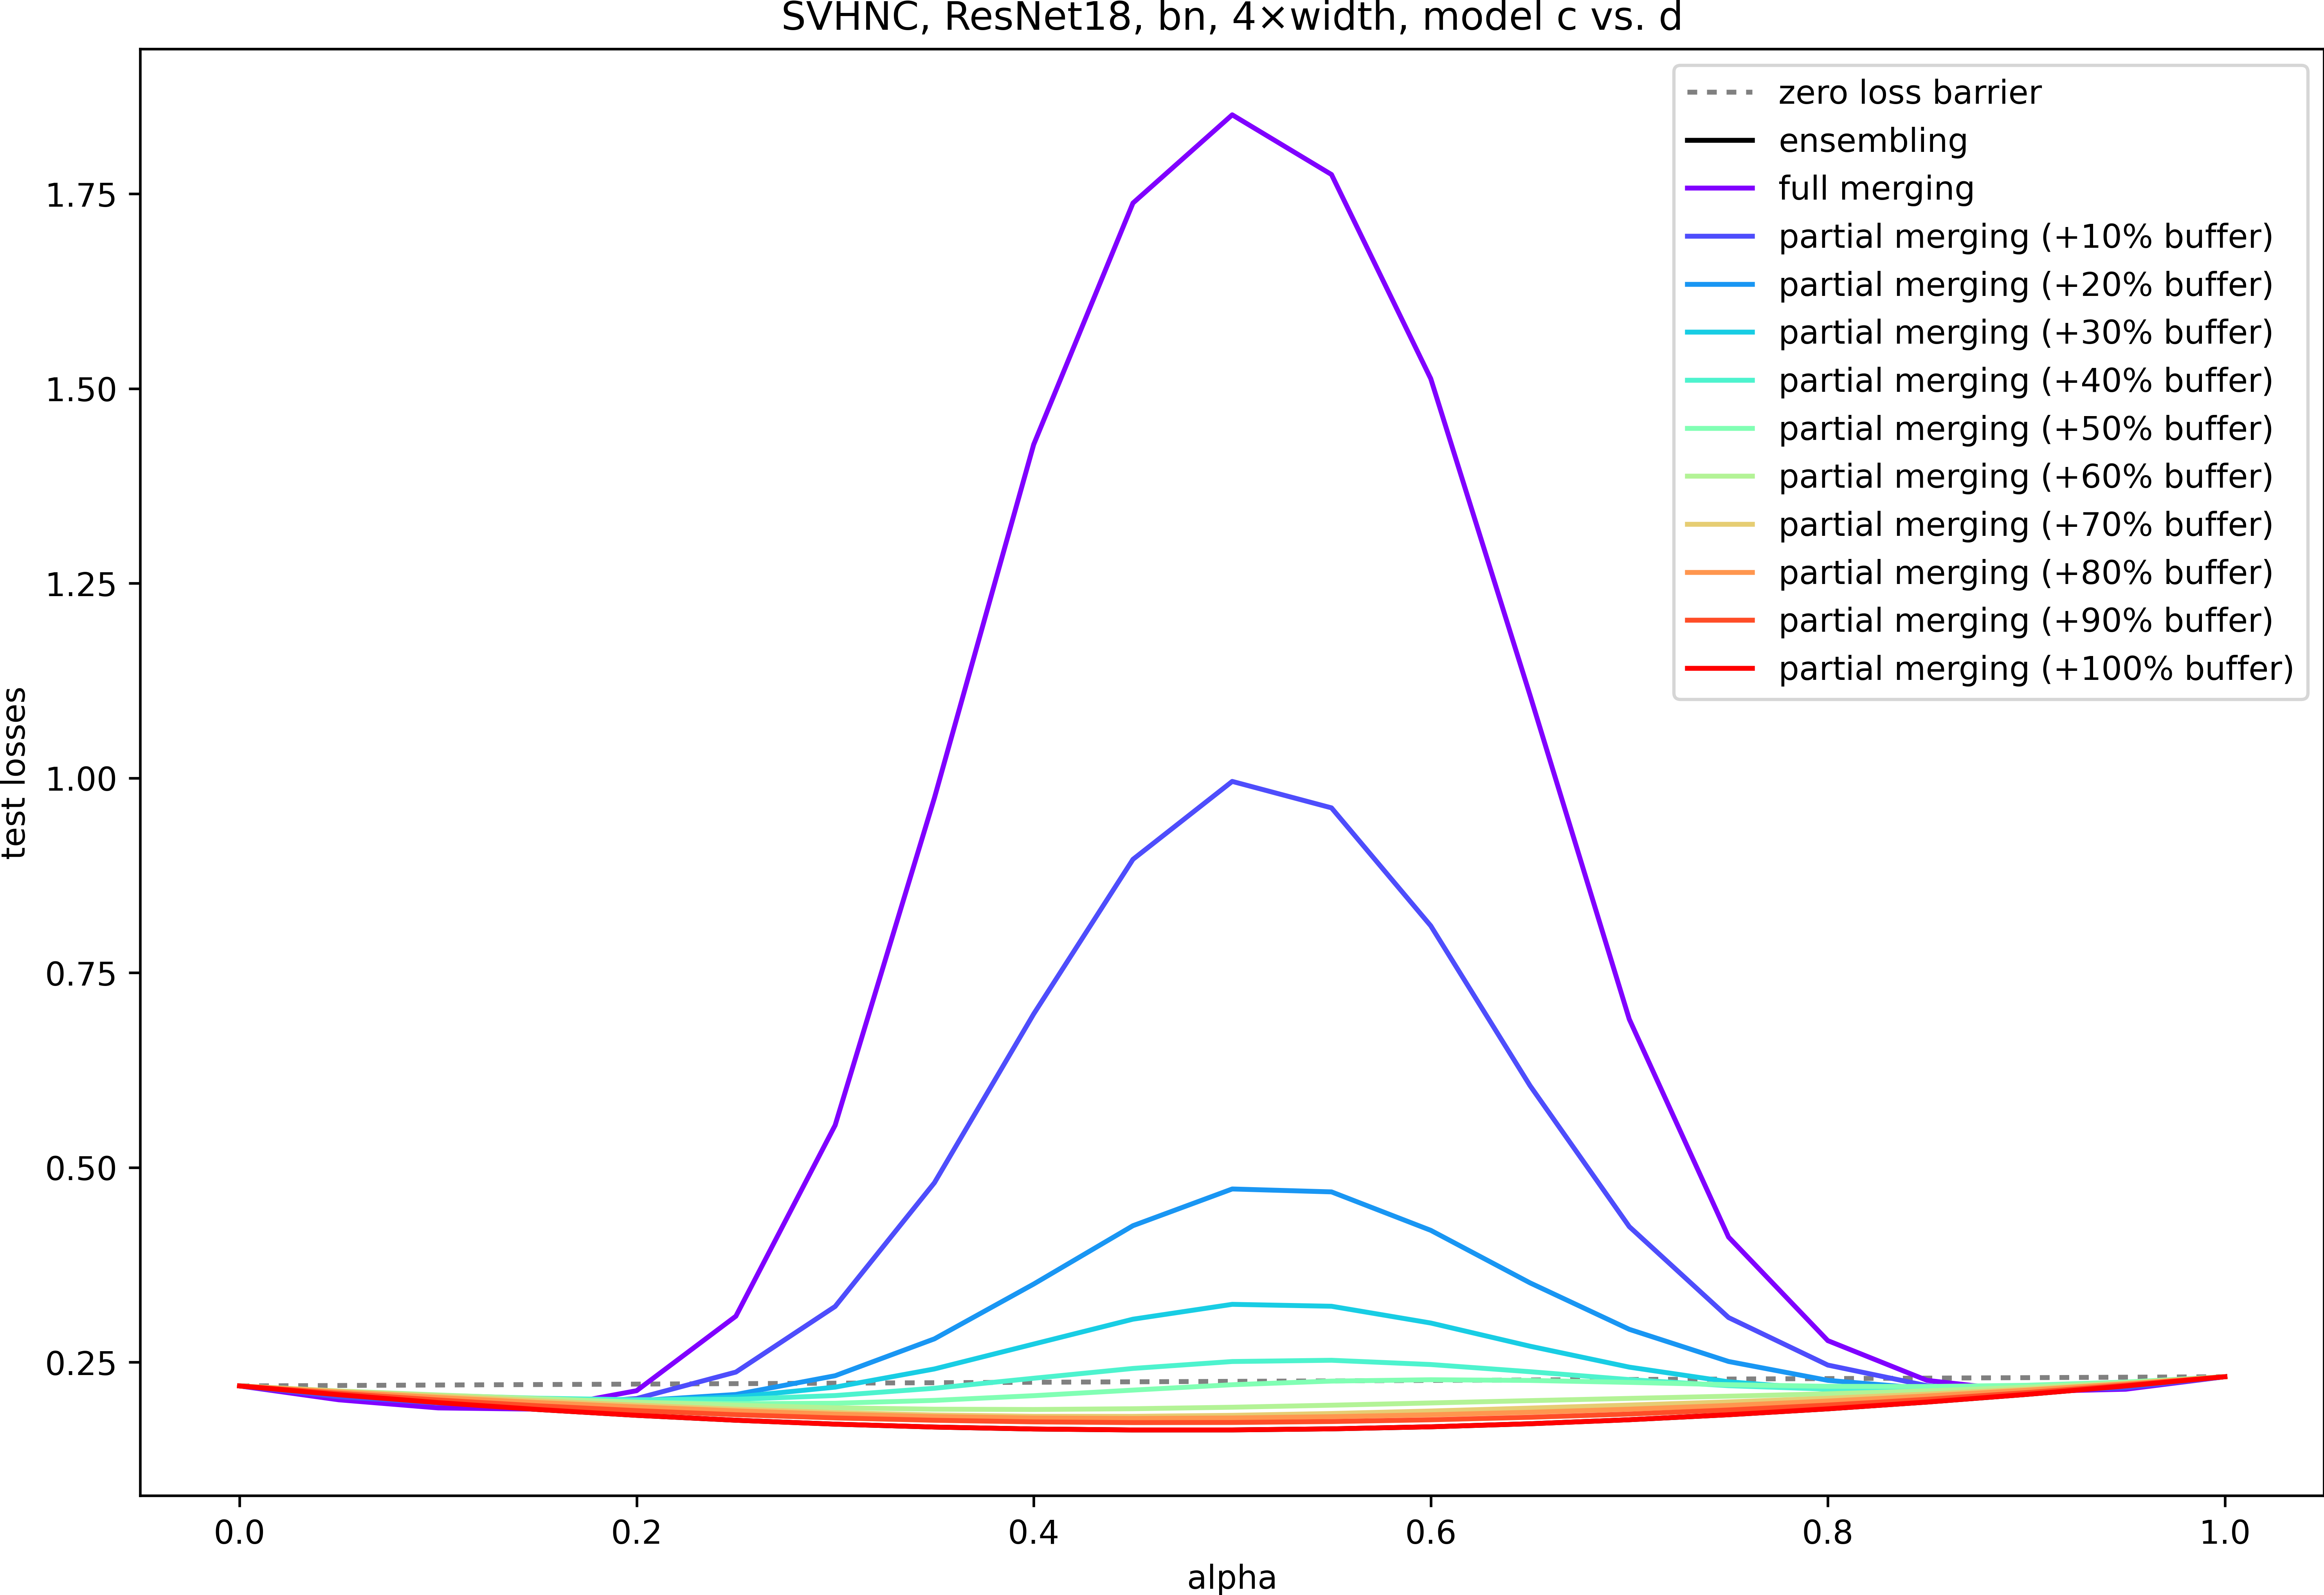 SVHNC, ResNet18, bn, 4×width, model c vs. d
zero loss barrier
ensembling
full merging
partial merging (+10% buffer)
partial merging (+20% buffer)
partial merging (+30% buffer)
partial merging (+40% buffer)
partial merging (+50% buffer)
partial merging (+60% buffer)
partial merging (+70% buffer)
partial merging (+80% buffer)
partial merging (+90% buffer)
partial merging (+100% buffer)
test losses
1.75
1.50
1.25
1.00
0.75
0.50
0.25
0.0 0.2 0.4 0.6 0.8 1.0
alpha